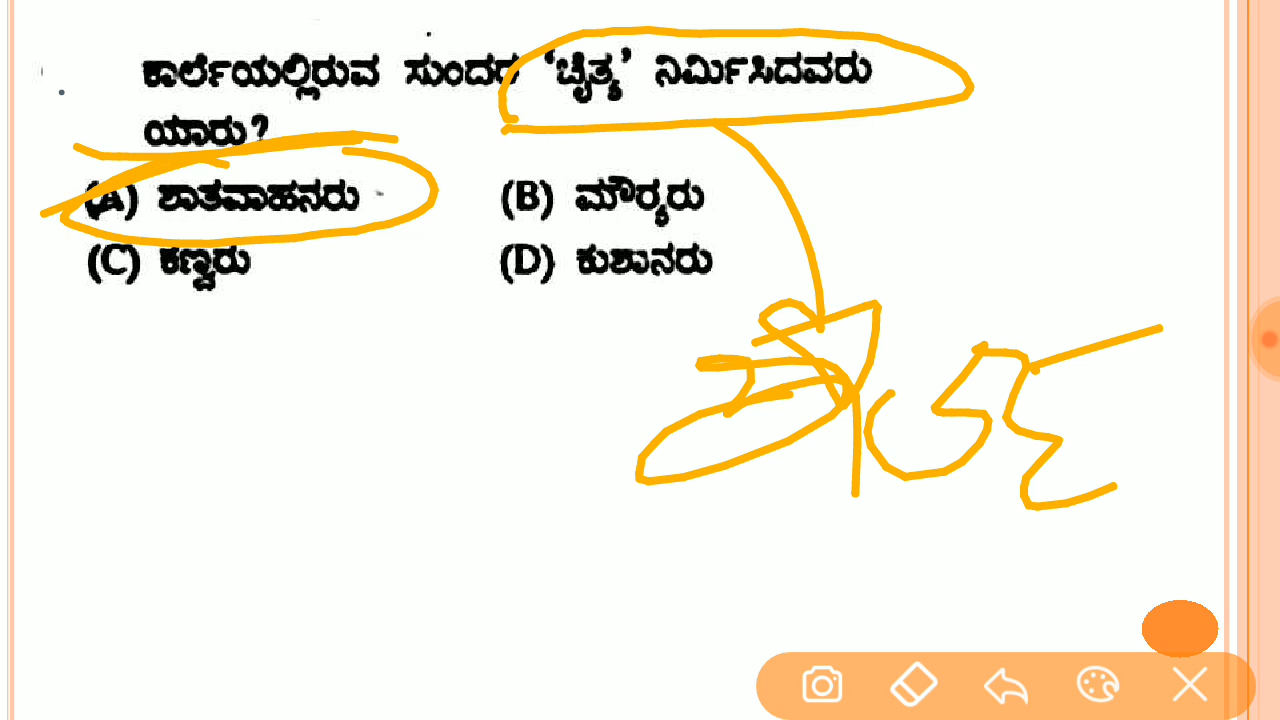 ಕಾರ್ಲೆಯಲ್ಲಿರುವ ಸುಂದರ 'ಚೈತ್ಯ' ನಿರ್ಮಿಸಿದವರು
ಯಾರು?
(A) ಶಾತವಾಹನರು (B) ಮೌರ್ಯರು
(C) ಕಣ್ವರು (D) ಕುಶಾನರು